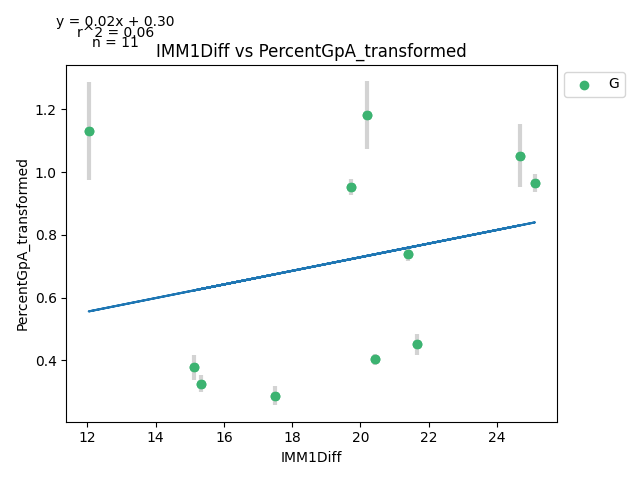 y = 0.02x + 0.30
r^2 = 0.06
n = 11
IMM1Diff vs PercentGpA_transformed
G
1.2
1.0
0.8
0.6
0.4
PercentGpA_transformed
12
14
16
18
20
22
24
IMM1Diff